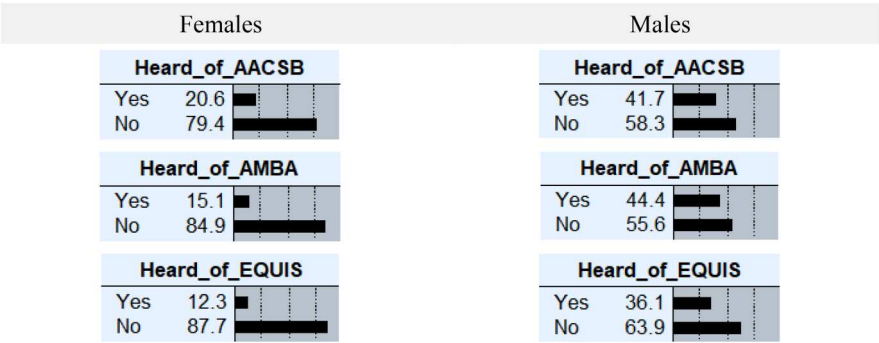 Females Males
Heard_of_AACSB Heard_of_AACSB
Yes 20.6 Yes 41.7
No 79.4 No 58.3
Heard_of_AMBA Heard_of_AMBA
Yes 15.1 Yes 44.4
No 84.9 No 55.6
Heard_of_EQUIS Heard_of_EQUIS
Yes 12.3 Yes 36.1
No 87.7 No 63.9